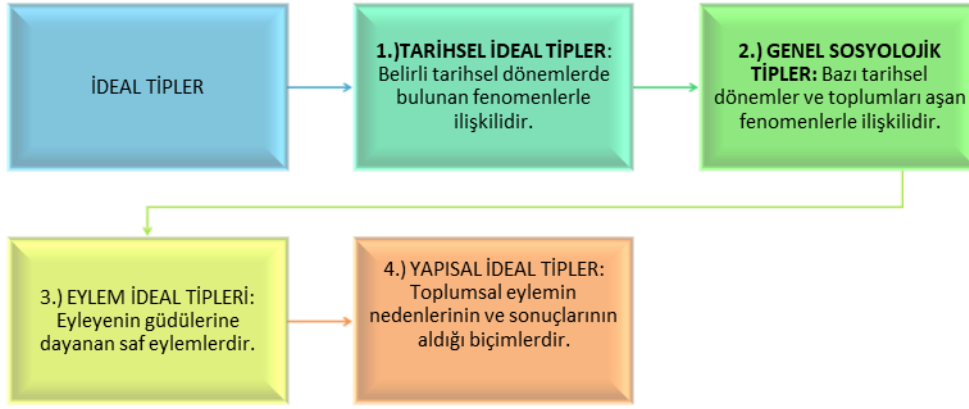 İDEAL TİPLER
1.)TARİHSEL İDEAL TİPLER:
Belirli tarihsel dönemlerde
bulunan fenomenlerle
ilişkilidir.
2.) GENEL SOSYOLOJİK
TİPLER: Bazı tarihsel
dönemler ve toplumları aşan
fenomenlerle ilişkilidir.
3.) EYLEM İDEAL TİPLERİ:
Eyleyenin güdülerine
dayanan saf eylemlerdir.
4.) YAPISAL İDEAL TİPLER:
Toplumsal eylemin
nedenlerinin ve sonuçlarının
aldığı biçimlerdir.